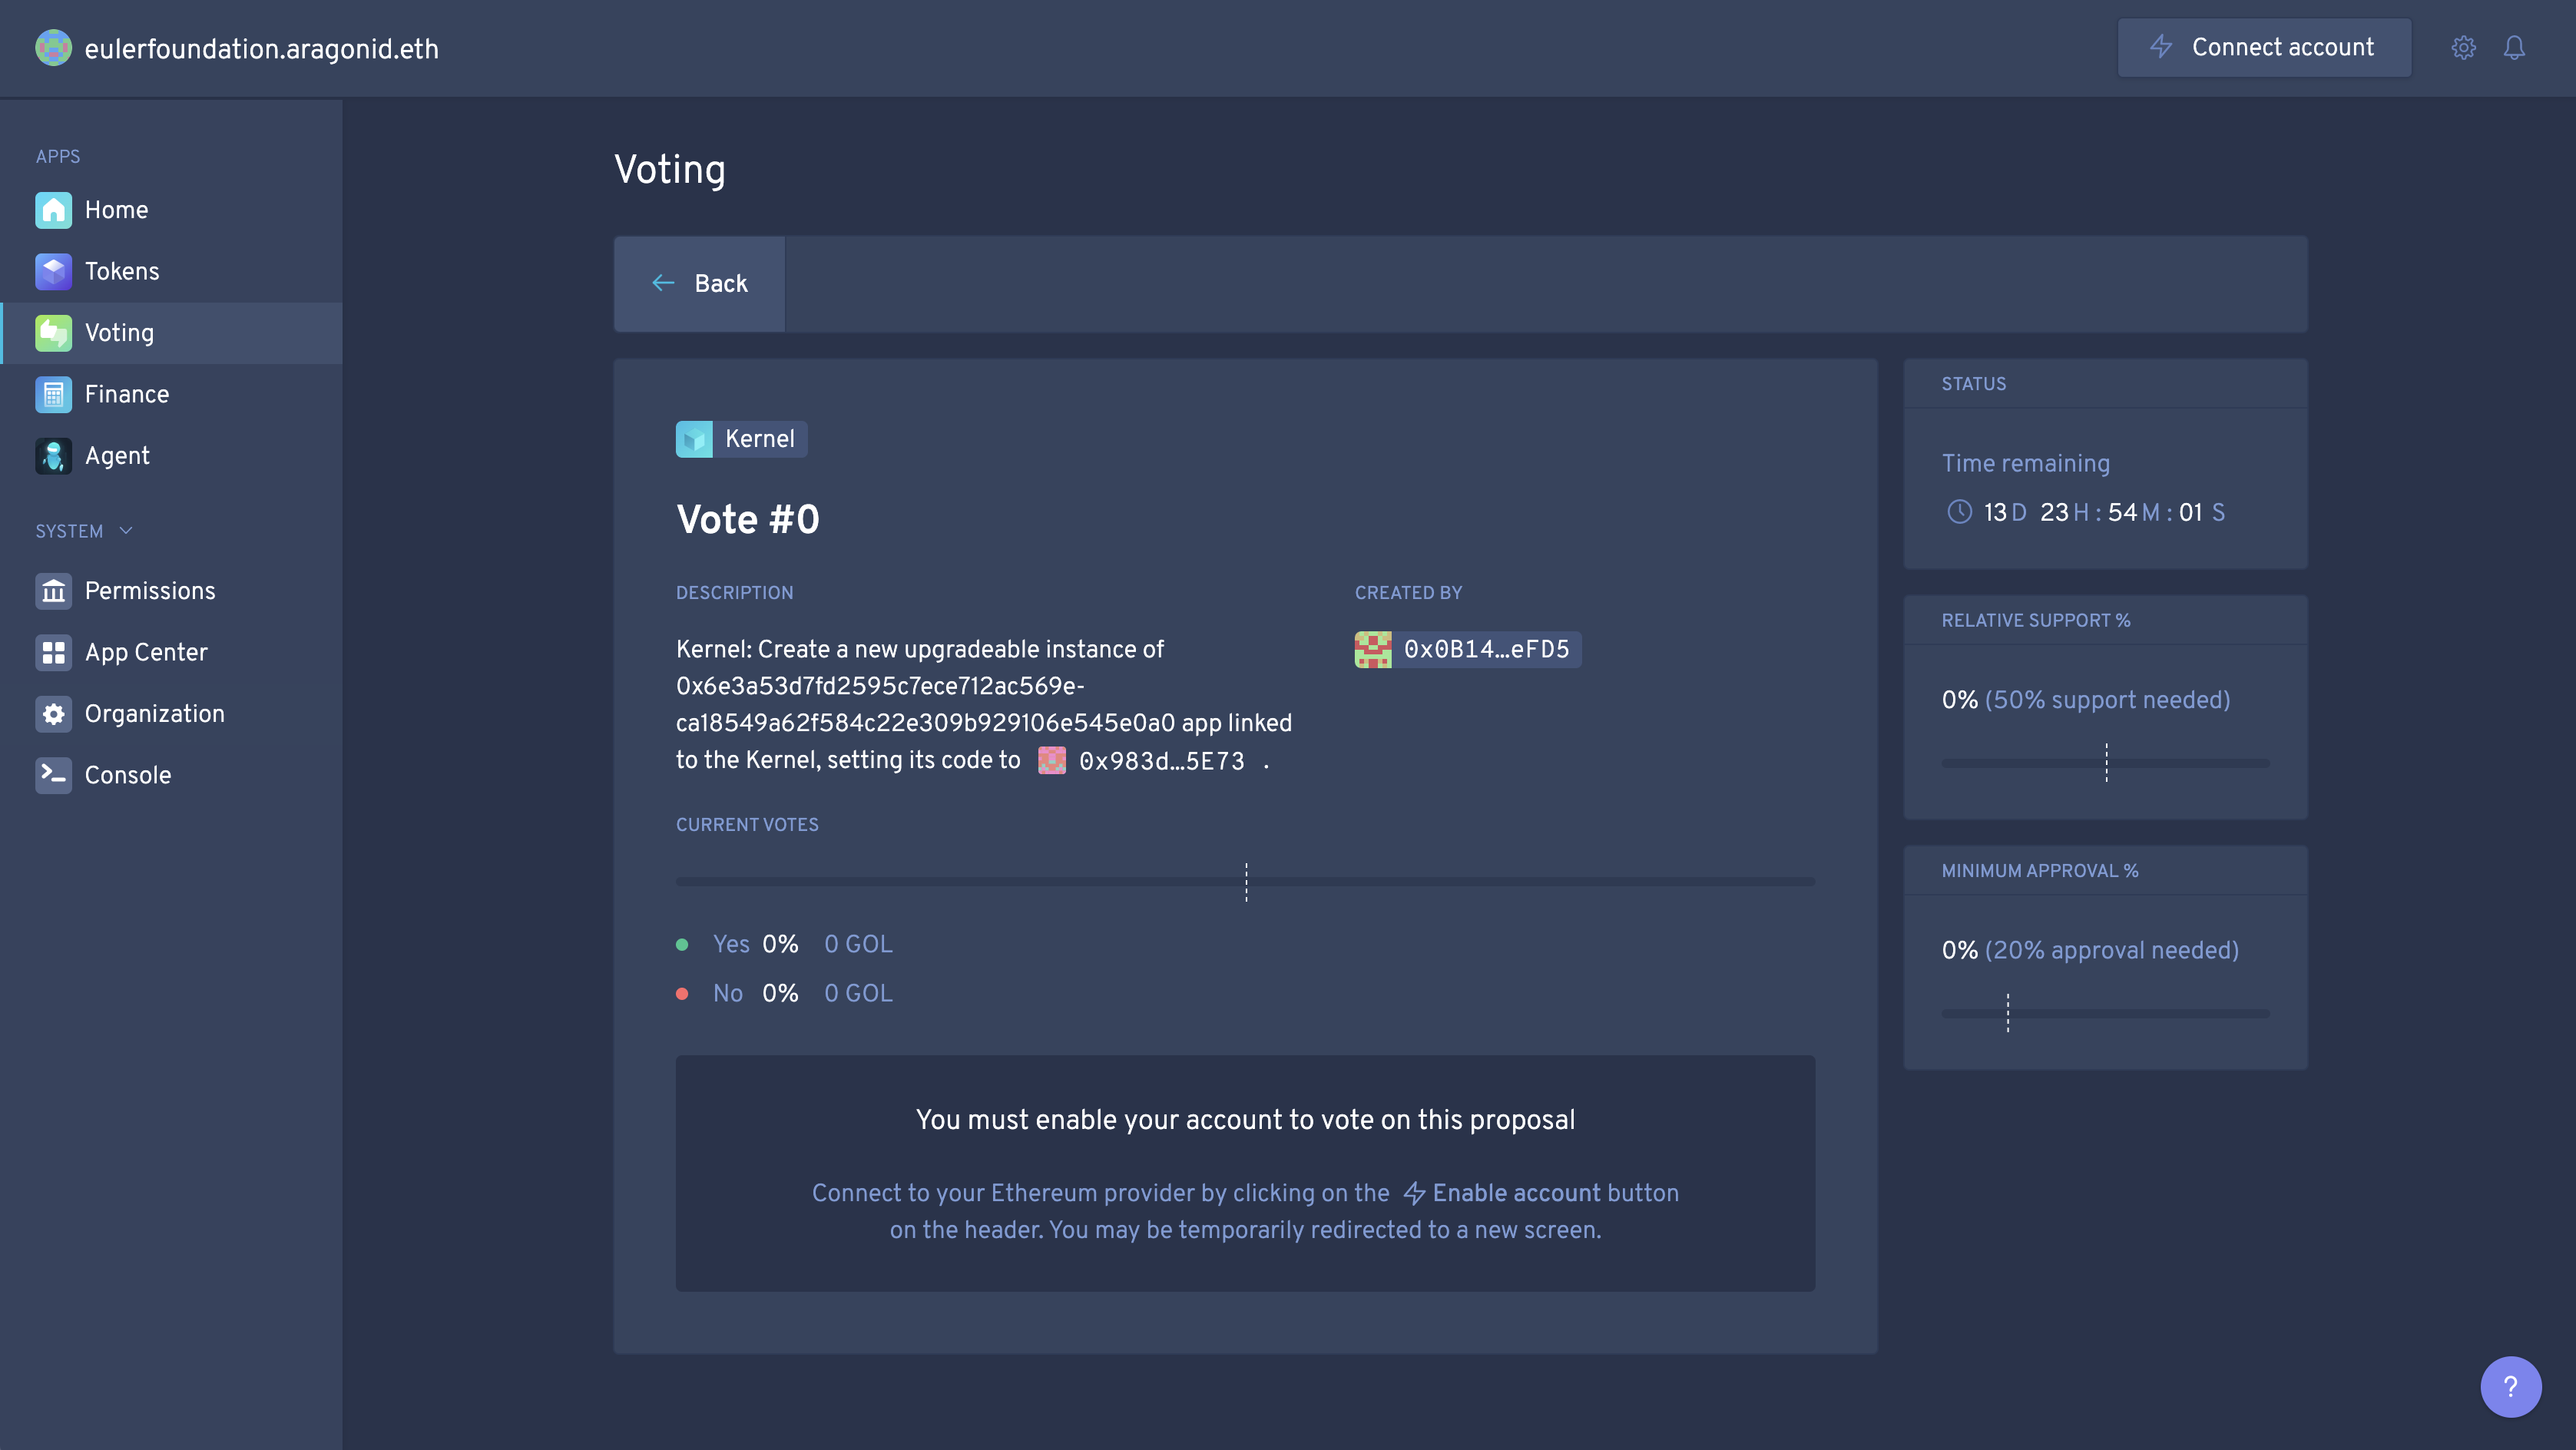 eulerfoundation.aragonid.eth
Connect account
APPS
Home
Tokens
Voting
Finance
Agent
SYSTEM
Permissions
App Center
Organization
Console
Voting
Back
Kernel
Vote #0
DESCRIPTION
Kernel: Create a new upgradeable instance of
0x6e3a53d7fd2595c7ece712ac569e-
ca18549a62f584c22e309b929106e545e0a0 app linked
to the Kernel, setting its code to 0x983d…5E73 .
CREATED BY
0x0B14…eFD5
CURRENT VOTES
Yes 0% 0 GOL
No 0% 0 GOL
You must enable your account to vote on this proposal
Connect to your Ethereum provider by clicking on the Enable account button
on the header. You may be temporarily redirected to a new screen.
STATUS
Time remaining
13 D 23 H : 54 M : 01 S
RELATIVE SUPPORT %
0% (50% support needed)
MINIMUM APPROVAL %
0% (20% approval needed)
?